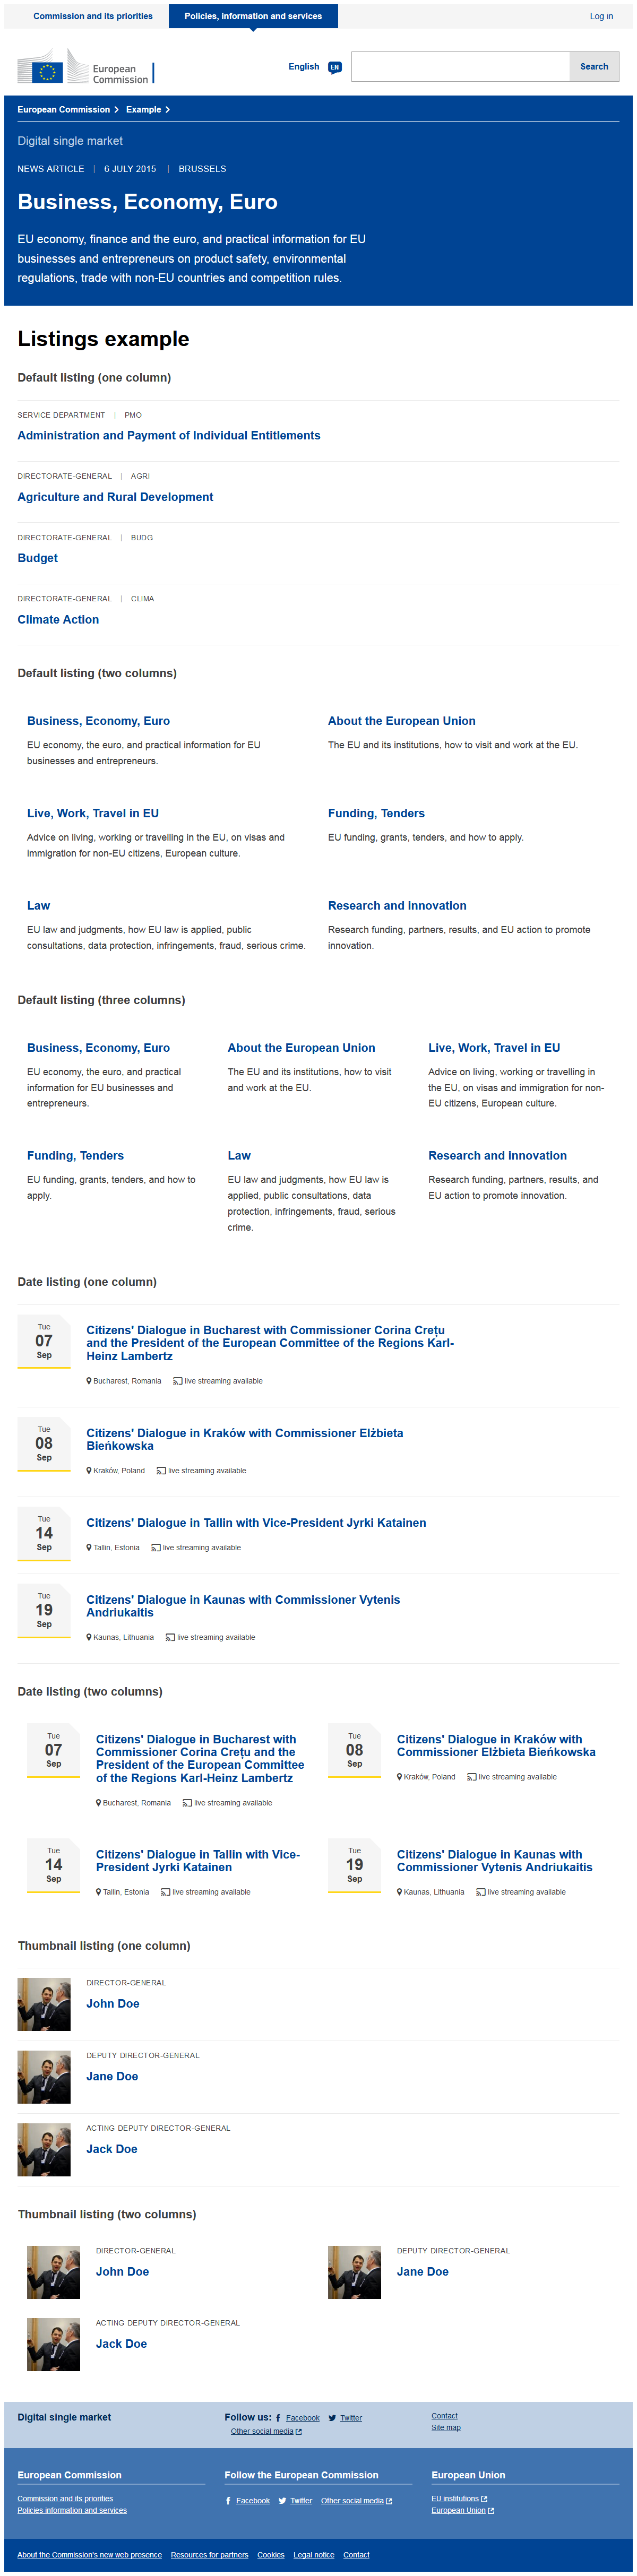 Commission and its priorities
Policies, information and services
Log in
European
Commission
English
EN
Search
European Commission
Example
Digital single market
NEWS ARTICLE | 6 JULY 2015 | BRUSSELS
Business, Economy, Euro
EU economy, finance and the euro, and practical information for EU
businesses and entrepreneurs on product safety, environmental
regulations, trade with non-EU countries and competition rules.
Listings example
Default listing (one column)
SERVICE DEPARTMENT | PMO
Administration and Payment of Individual Entitlements
DIRECTORATE-GENERAL | AGRI
Agriculture and Rural Development
DIRECTORATE-GENERAL | BUDG
Budget
DIRECTORATE-GENERAL | CLIMA
Climate Action
Default listing (two columns)
Business, Economy, Euro
EU economy, the euro, and practical information for EU
businesses and entrepreneurs.
About the European Union
The EU and its institutions, how to visit and work at the EU.
Live, Work, Travel in EU
Advice on living, working or travelling in the EU, on visas and
immigration for non-EU citizens, European culture.
Funding, Tenders
EU funding, grants, tenders, and how to apply.
Law
EU law and judgments, how EU law is applied, public
consultations, data protection, infringements, fraud, serious crime.
Research and innovation
Research funding, partners, results, and EU action to promote
innovation.
Default listing (three columns)
Business, Economy, Euro
EU economy, the euro, and practical
information for EU businesses and
entrepreneurs.
About the European Union
The EU and its institutions, how to visit
and work at the EU.
Live, Work, Travel in EU
Advice on living, working or travelling in
the EU, on visas and immigration for non-
EU citizens, European culture.
Funding, Tenders
EU funding, grants, tenders, and how to
apply.
Law
EU law and judgments, how EU law is
applied, public consultations, data
protection, infringements, fraud, serious
crime.
Research and innovation
Research funding, partners, results, and
EU action to promote innovation.
Date listing (one column)
Tue
07
Sep
Citizens' Dialogue in Bucharest with Commissioner Corina Crețu
and the President of the European Committee of the Regions Karl-
Heinz Lambertz
Bucharest, Romania
live streaming available
Tue
08
Sep
Citizens' Dialogue in Kraków with Commissioner Elżbieta
Bieńkowska
Kraków, Poland
live streaming available
Tue
14
Sep
Citizens' Dialogue in Tallin with Vice-President Jyrki Katainen
Tallin, Estonia
live streaming available
Tue
19
Sep
Citizens' Dialogue in Kaunas with Commissioner Vytenis
Andriukaitis
Kaunas, Lithuania
live streaming available
Date listing (two columns)
Tue
07
Sep
Citizens' Dialogue in Bucharest with
Commissioner Corina Crețu and the
President of the European Committee
of the Regions Karl-Heinz Lambertz
Bucharest, Romania
live streaming available
Tue
08
Sep
Citizens' Dialogue in Kraków with
Commissioner Elżbieta Bieńkowska
Kraków, Poland
live streaming available
Tue
14
Sep
Citizens' Dialogue in Tallin with Vice-
President Jyrki Katainen
Tallin, Estonia
live streaming available
Tue
19
Sep
Citizens' Dialogue in Kaunas with
Commissioner Vytenis Andriukaitis
Kaunas, Lithuania
live streaming available
Thumbnail listing (one column)
DIRECTOR-GENERAL
John Doe
DEPUTY DIRECTOR-GENERAL
Jane Doe
ACTING DEPUTY DIRECTOR-GENERAL
Jack Doe
Thumbnail listing (two columns)
DIRECTOR-GENERAL
John Doe
DEPUTY DIRECTOR-GENERAL
Jane Doe
ACTING DEPUTY DIRECTOR-GENERAL
Jack Doe
Digital single market
Follow us: Facebook Twitter
Other social media
Contact
Site map
European Commission
Commission and its priorities
Policies information and services
Follow the European Commission
Facebook Twitter Other social media
European Union
EU institutions
European Union
About the Commission's new web presence Resources for partners Cookies Legal notice Contact